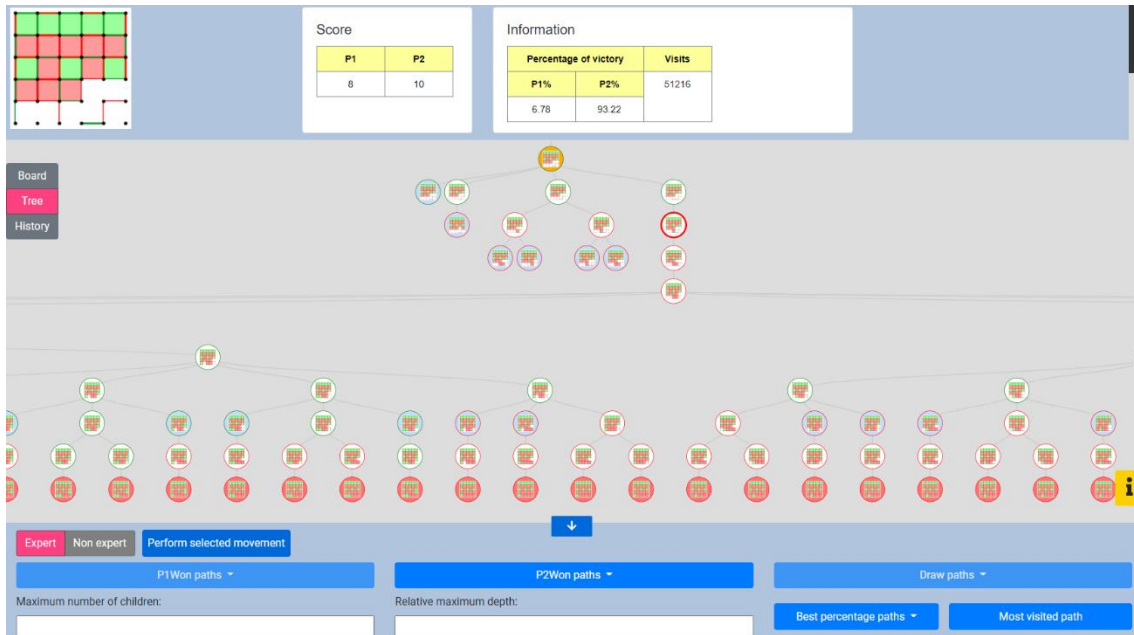 Score
P1 P2
8 10
Information
Percentage of victory Visits
P1% P2% 51216
6.78 93.22
Board
Tree
History
i
Expert Non expert Perform selected movement
P1Won paths P2Won paths Draw paths
Maximum number of children: Relative maximum depth:
Best percentage paths Most visited path